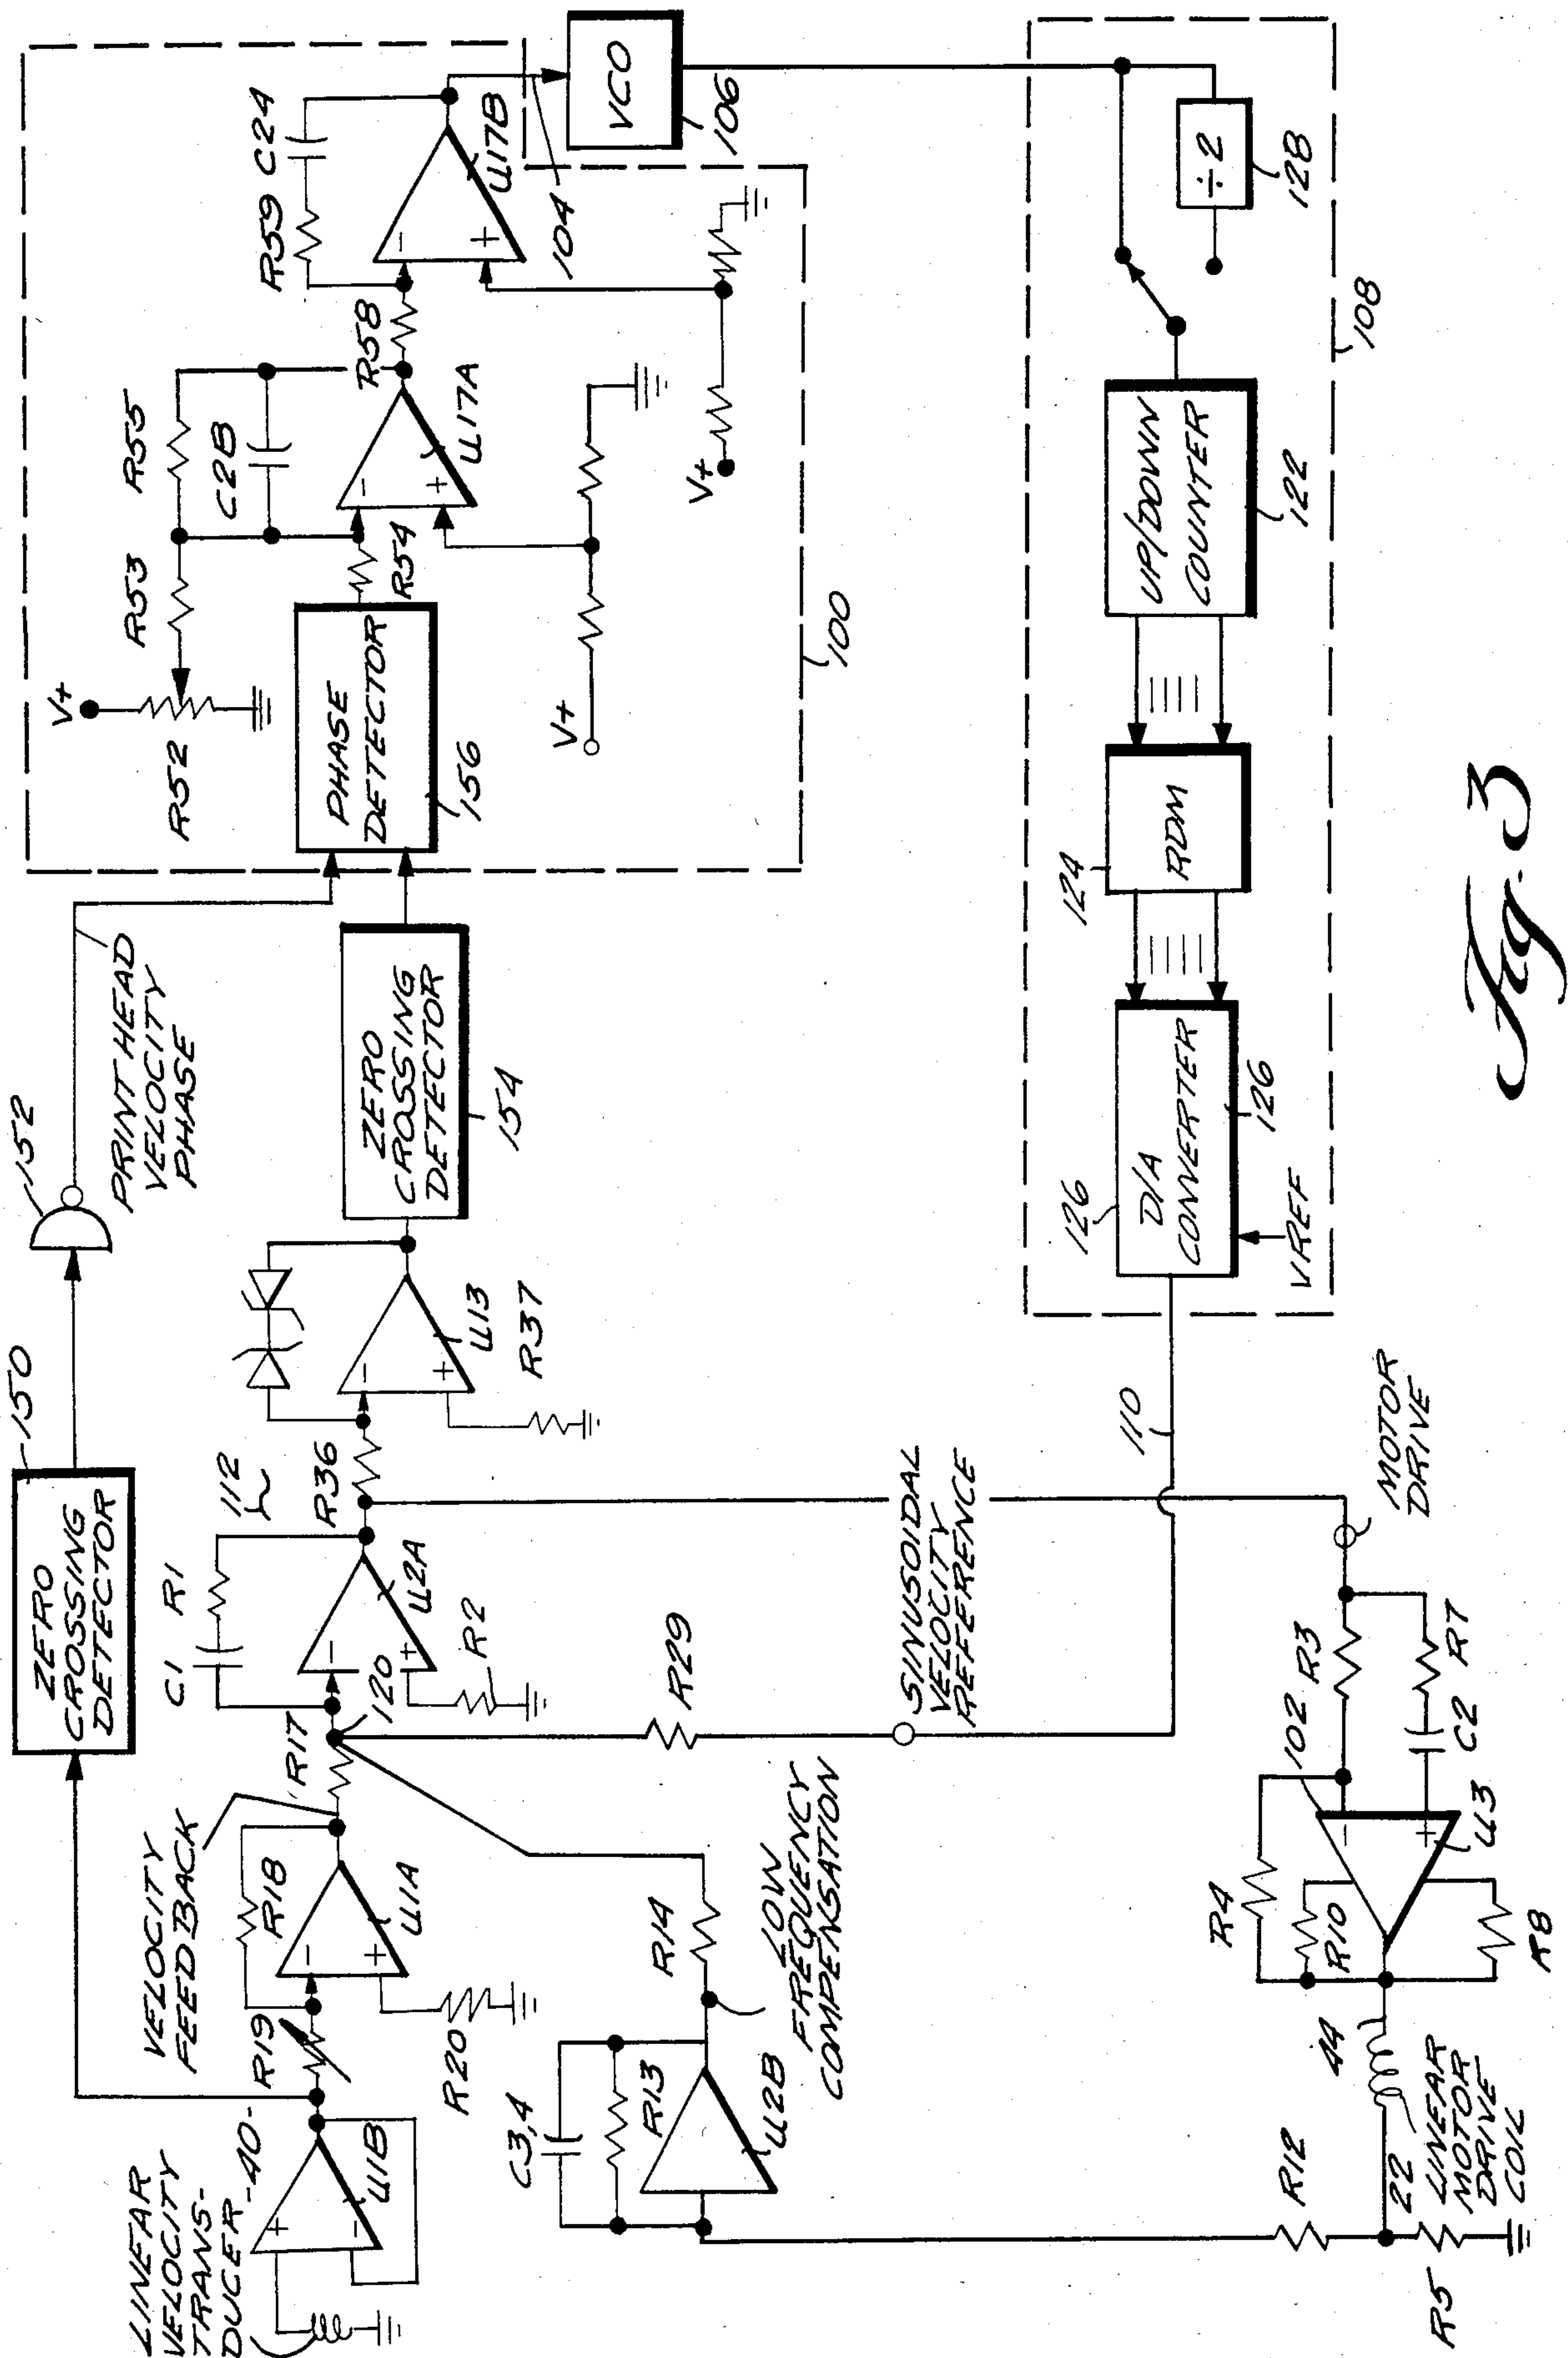 LINEAR
VELOCITY
TRANS-
DUCER
40
U1B
ZERO
CROSSING
DETECTOR
150
152
PRINT HEAD
VELOCITY
PHASE
VELOCITY
FEEDBACK
R19
R18
-
+
U1A
R20
R17
120
C1 R1
112
-
+
U2A
R2
R36
-
+
U13
R37
ZERO
CROSSING
DETECTOR
154
V+
R52
R53
R55
C2B
PHASE
DETECTOR
156
R54
-
+
U17A
V+
R58
R59 C24
-
+
U17B
104
V+
100
VCO
106
C3,4
R13
U2B
R14
LOW
FREQUENCY
COMPENSATION
R29
SINUSOIDAL
VELOCITY
REFERENCE
110
126
D/A
CONVERTER
126
VREF
124
RDM
UP/DOWN
COUNTER
122
÷2
128
108
MOTOR
DRIVE
R3
R7
C2
102
-
+
U3
R4
R10
R8
44
22
LINEAR
MOTOR
DRIVE
COIL
R12
R5
Fig. 3